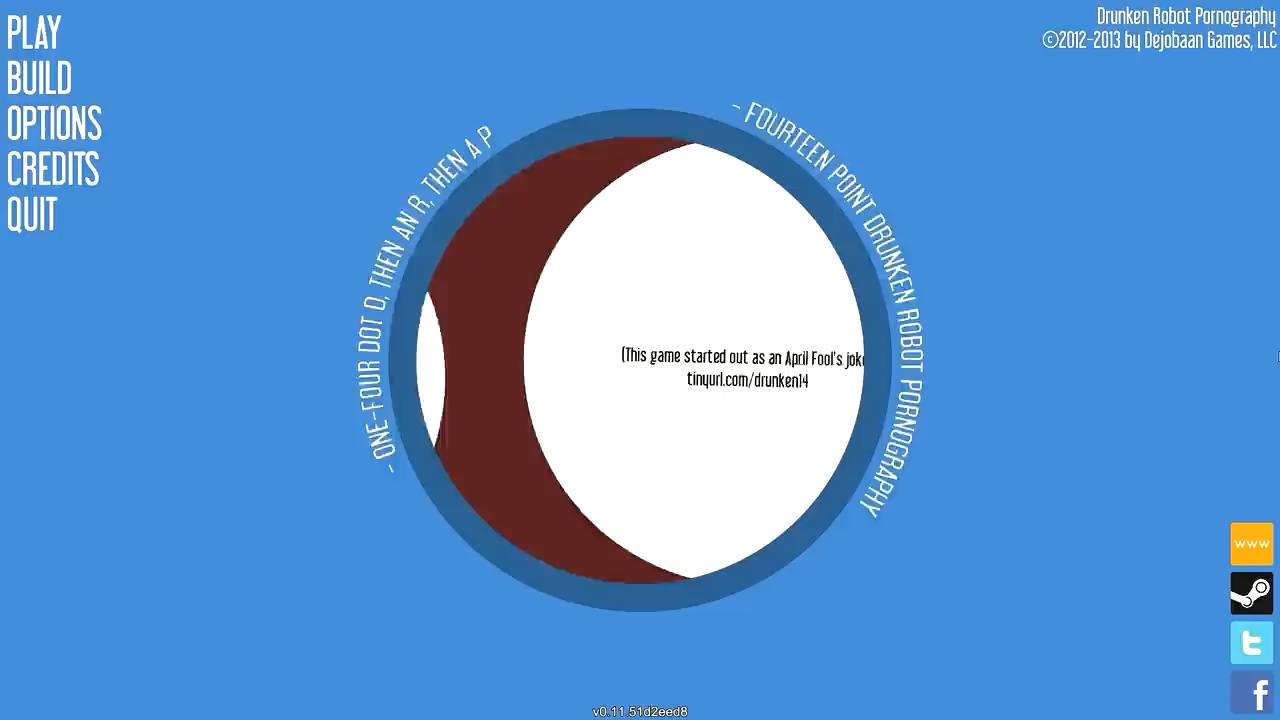 PLAY
BUILD
OPTIONS
CREDITS
QUIT
Drunken Robot Pornography
©2012-2013 by Dejobaan Games, LLC
- ONE-FOUR DOT D, THEN AN R, THEN A P
- FOURTEEN POINT DRUNKEN ROBOT PORNOGRAPHY
(This game started out as an April Fool's jok
tinyurl.com/drunken14
www
t
f
v0.11.51d2eed8